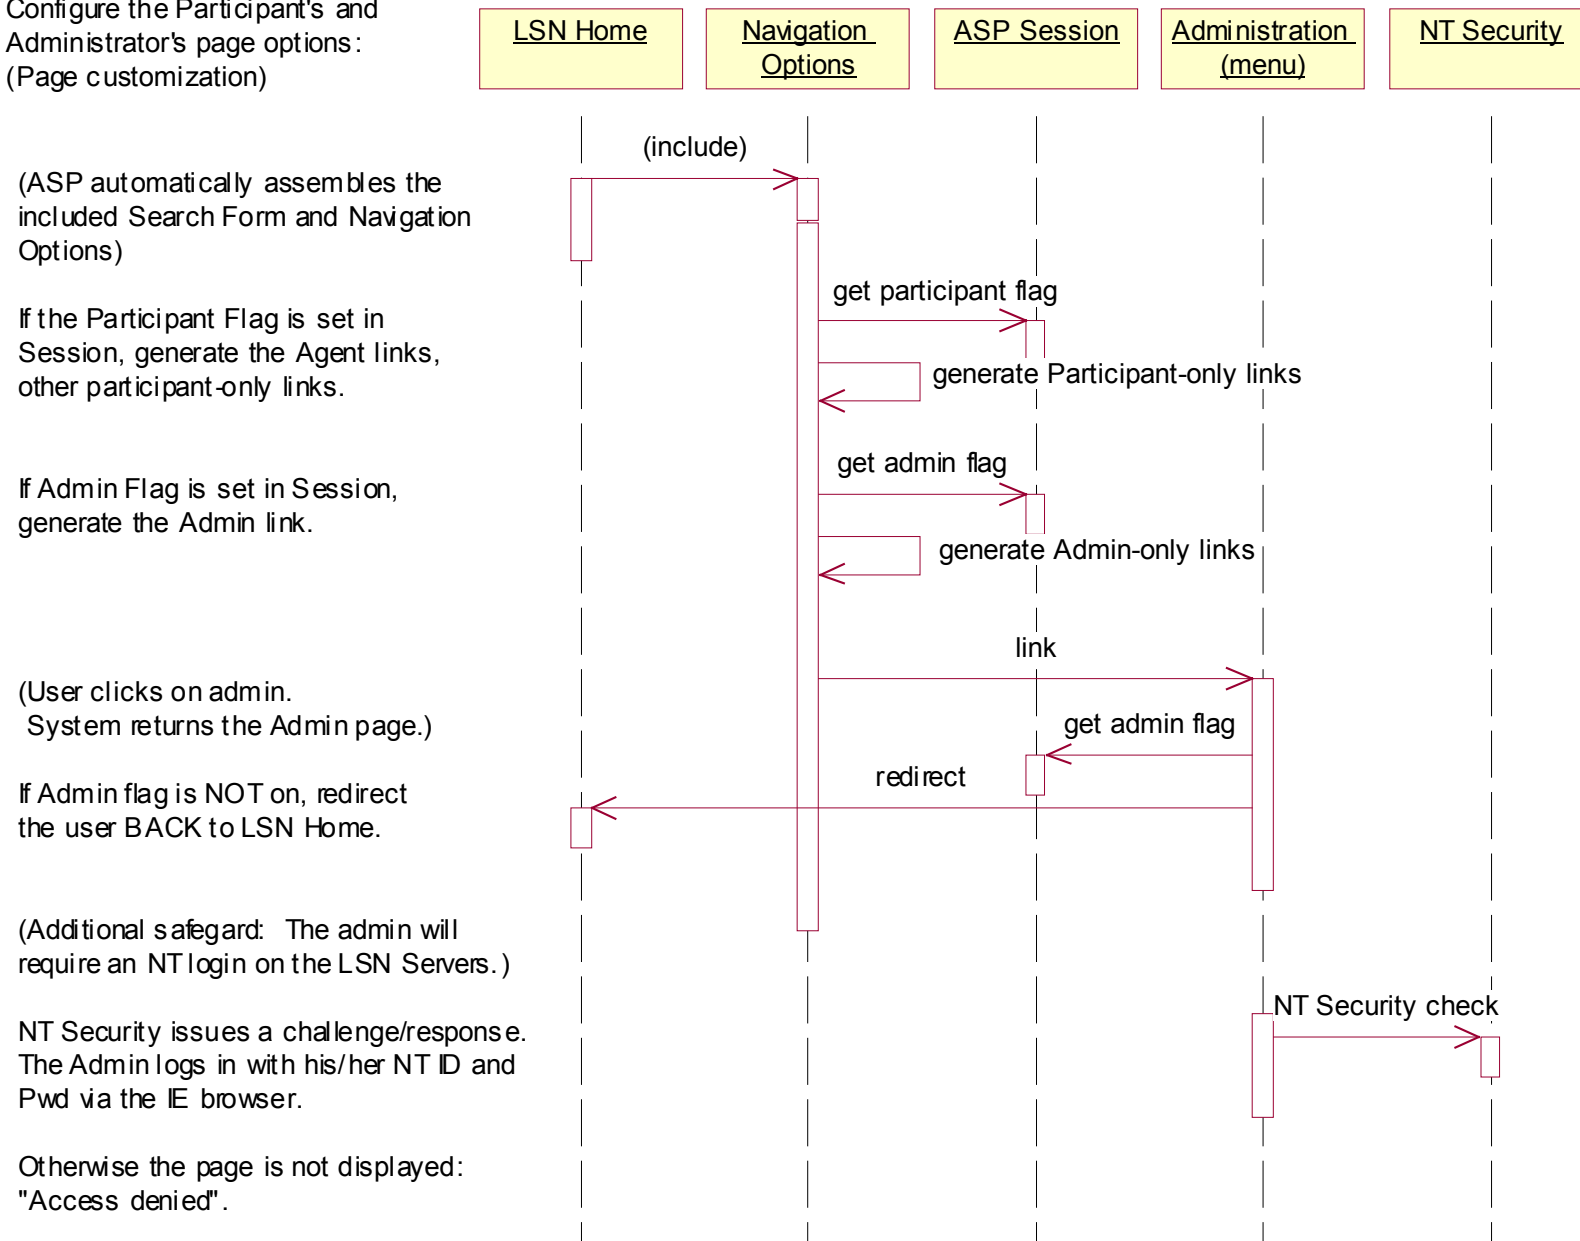 Configure the Participant's and
Administrator's page options:
(Page customization)
LSN Home
Navigation
Options
ASP Session
Administration
(menu)
NT Security
(include)
(ASP automatically assembles the
included Search Form and Navigation
Options)
get participant flag
If the Participant Flag is set in
Session, generate the Agent links,
other participant-only links.
generate Participant-only links
get admin flag
If Admin Flag is set in Session,
generate the Admin link.
generate Admin-only links
link
(User clicks on admin.
System returns the Admin page.)
get admin flag
redirect
If Admin flag is NOT on, redirect
the user BACK to LSN Home.
(Additional safegard: The admin will
require an NT login on the LSN Servers.)
NT Security check
NT Security issues a challenge/response.
The Admin logs in with his/her NT ID and
Pwd via the IE browser.
Otherwise the page is not displayed:
"Access denied".